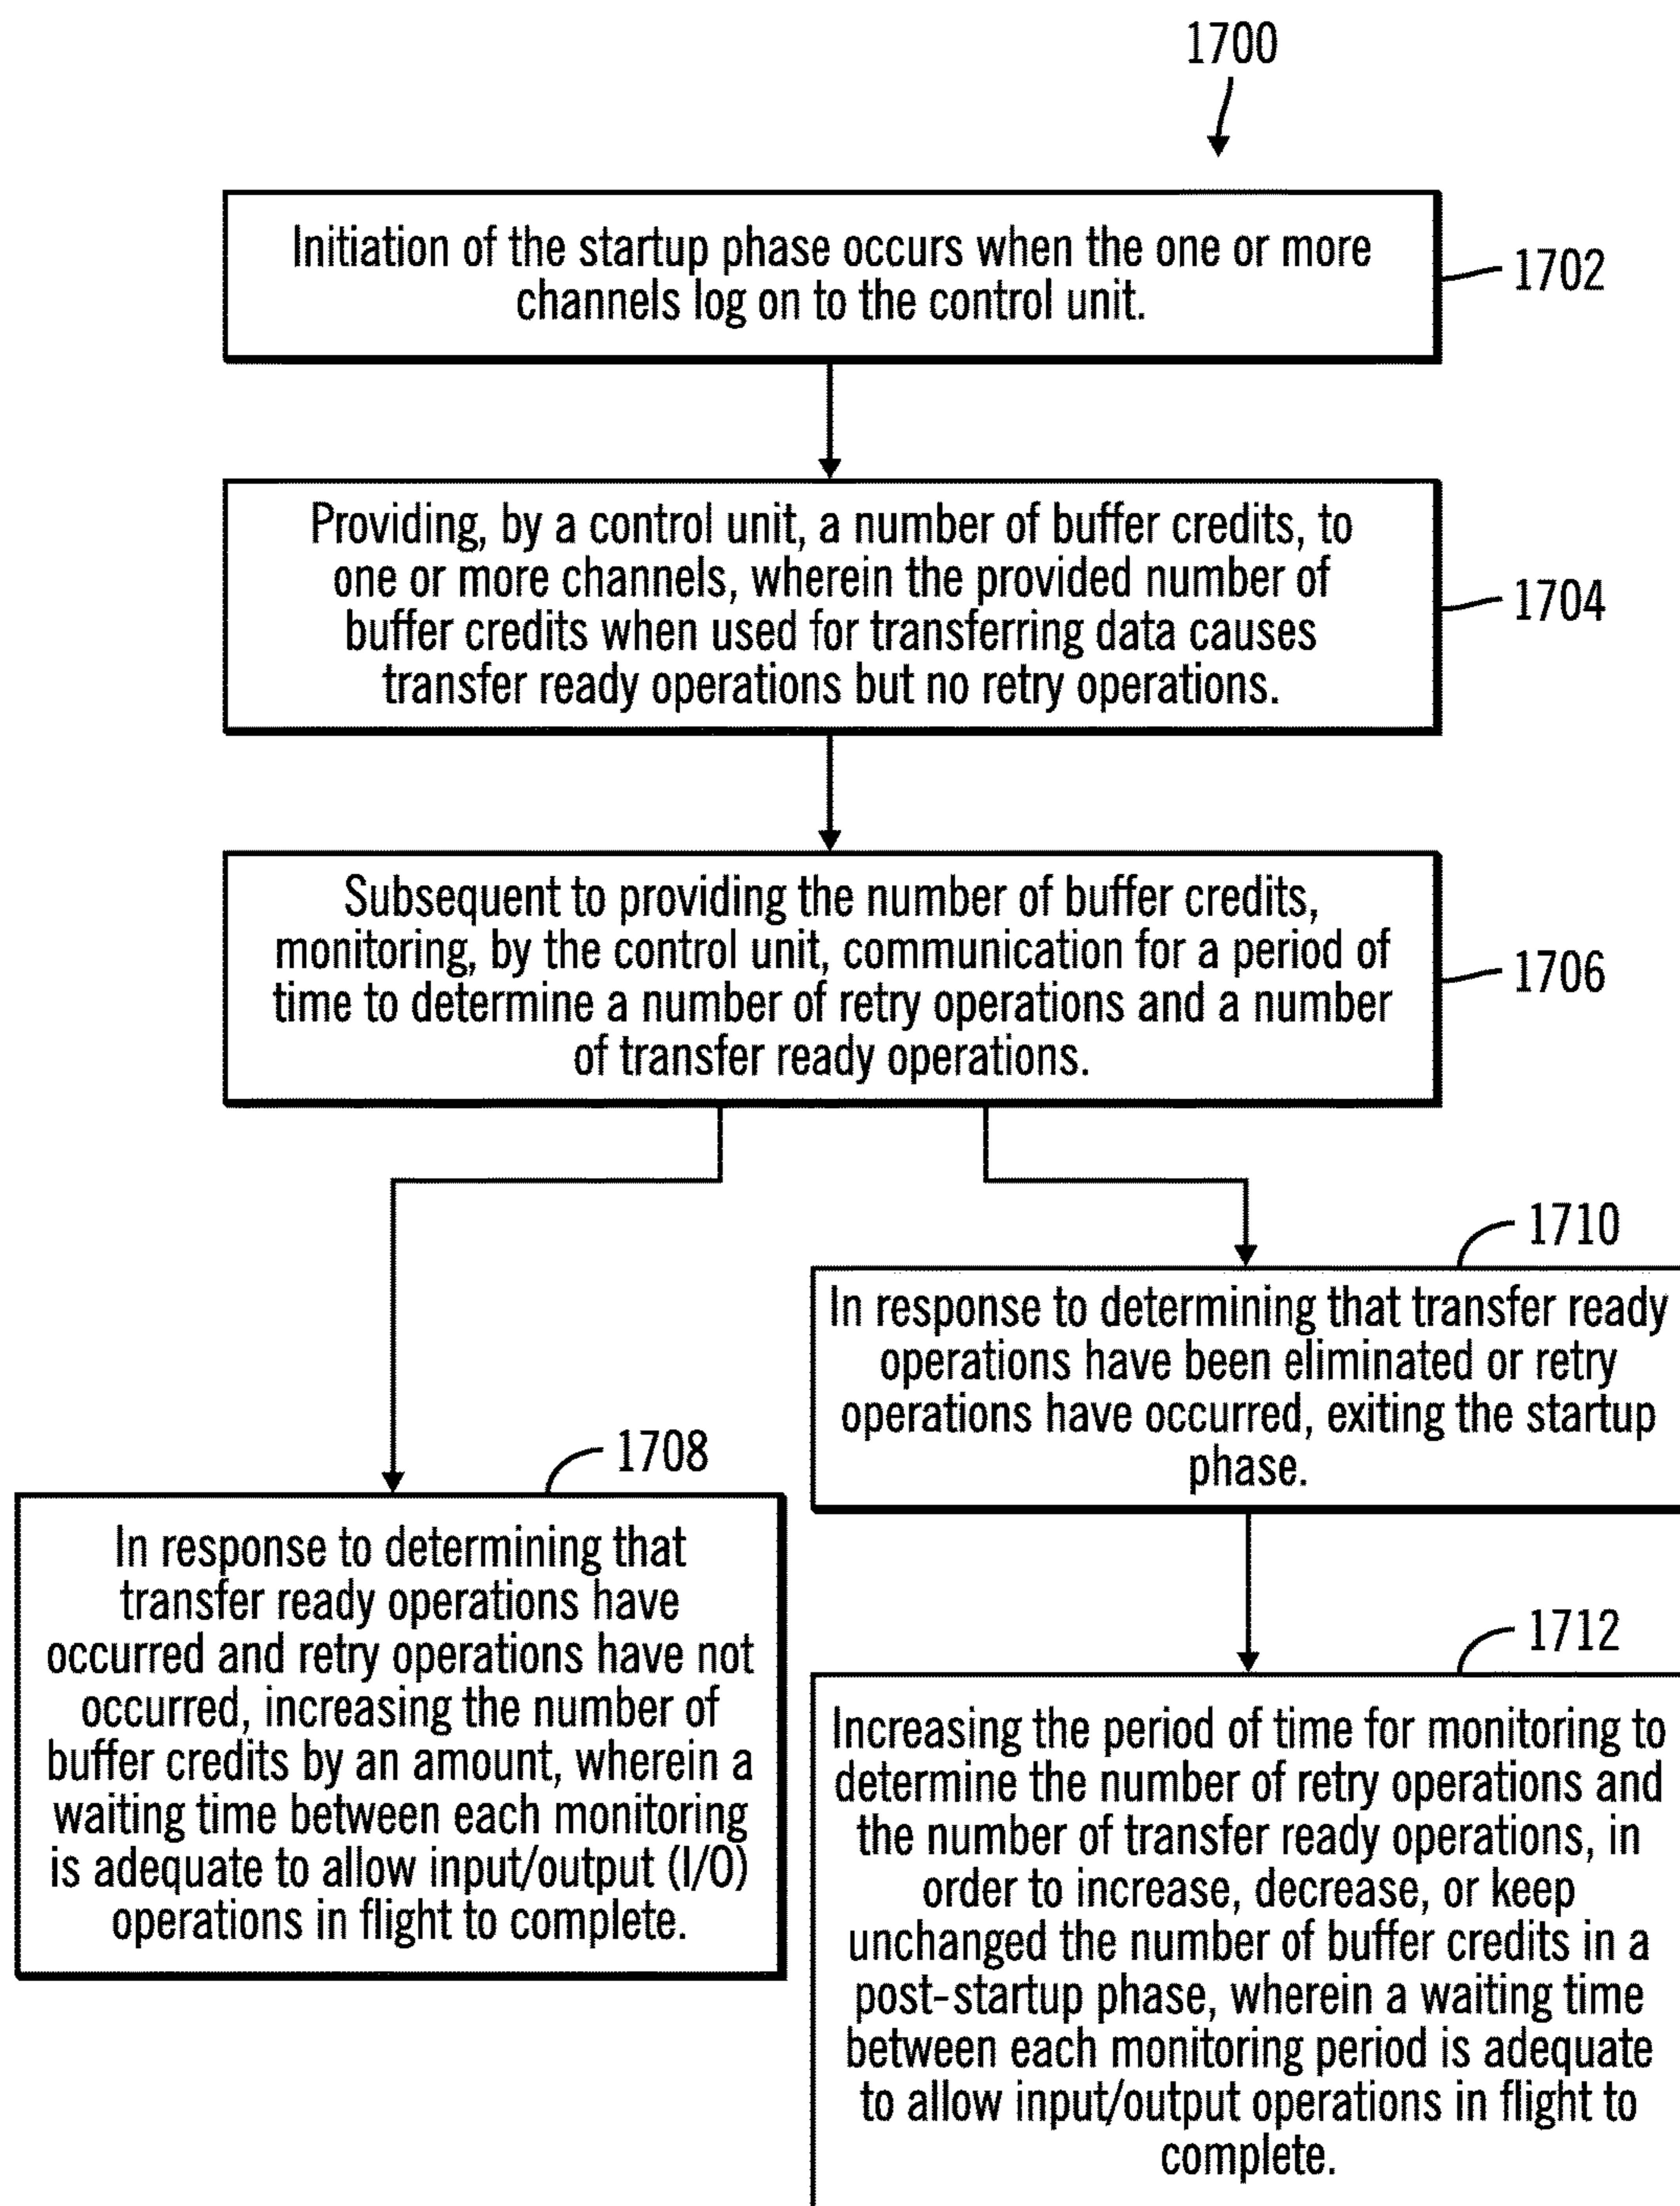 1700
Initiation of the startup phase occurs when the one or more
channels log on to the control unit.
1702
Providing, by a control unit, a number of buffer credits, to
one or more channels, wherein the provided number of
buffer credits when used for transferring data causes
transfer ready operations but no retry operations.
1704
Subsequent to providing the number of buffer credits,
monitoring, by the control unit, communication for a period of
time to determine a number of retry operations and a number
of transfer ready operations.
1706
1708
In response to determining that
transfer ready operations have
occurred and retry operations have not
occurred, increasing the number of
buffer credits by an amount, wherein a
waiting time between each monitoring
is adequate to allow input/output (I/O)
operations in flight to complete.
1710
In response to determining that transfer ready
operations have been eliminated or retry
operations have occurred, exiting the startup
phase.
1712
Increasing the period of time for monitoring to
determine the number of retry operations and
the number of transfer ready operations, in
order to increase, decrease, or keep
unchanged the number of buffer credits in a
post-startup phase, wherein a waiting time
between each monitoring period is adequate
to allow input/output operations in flight to
complete.